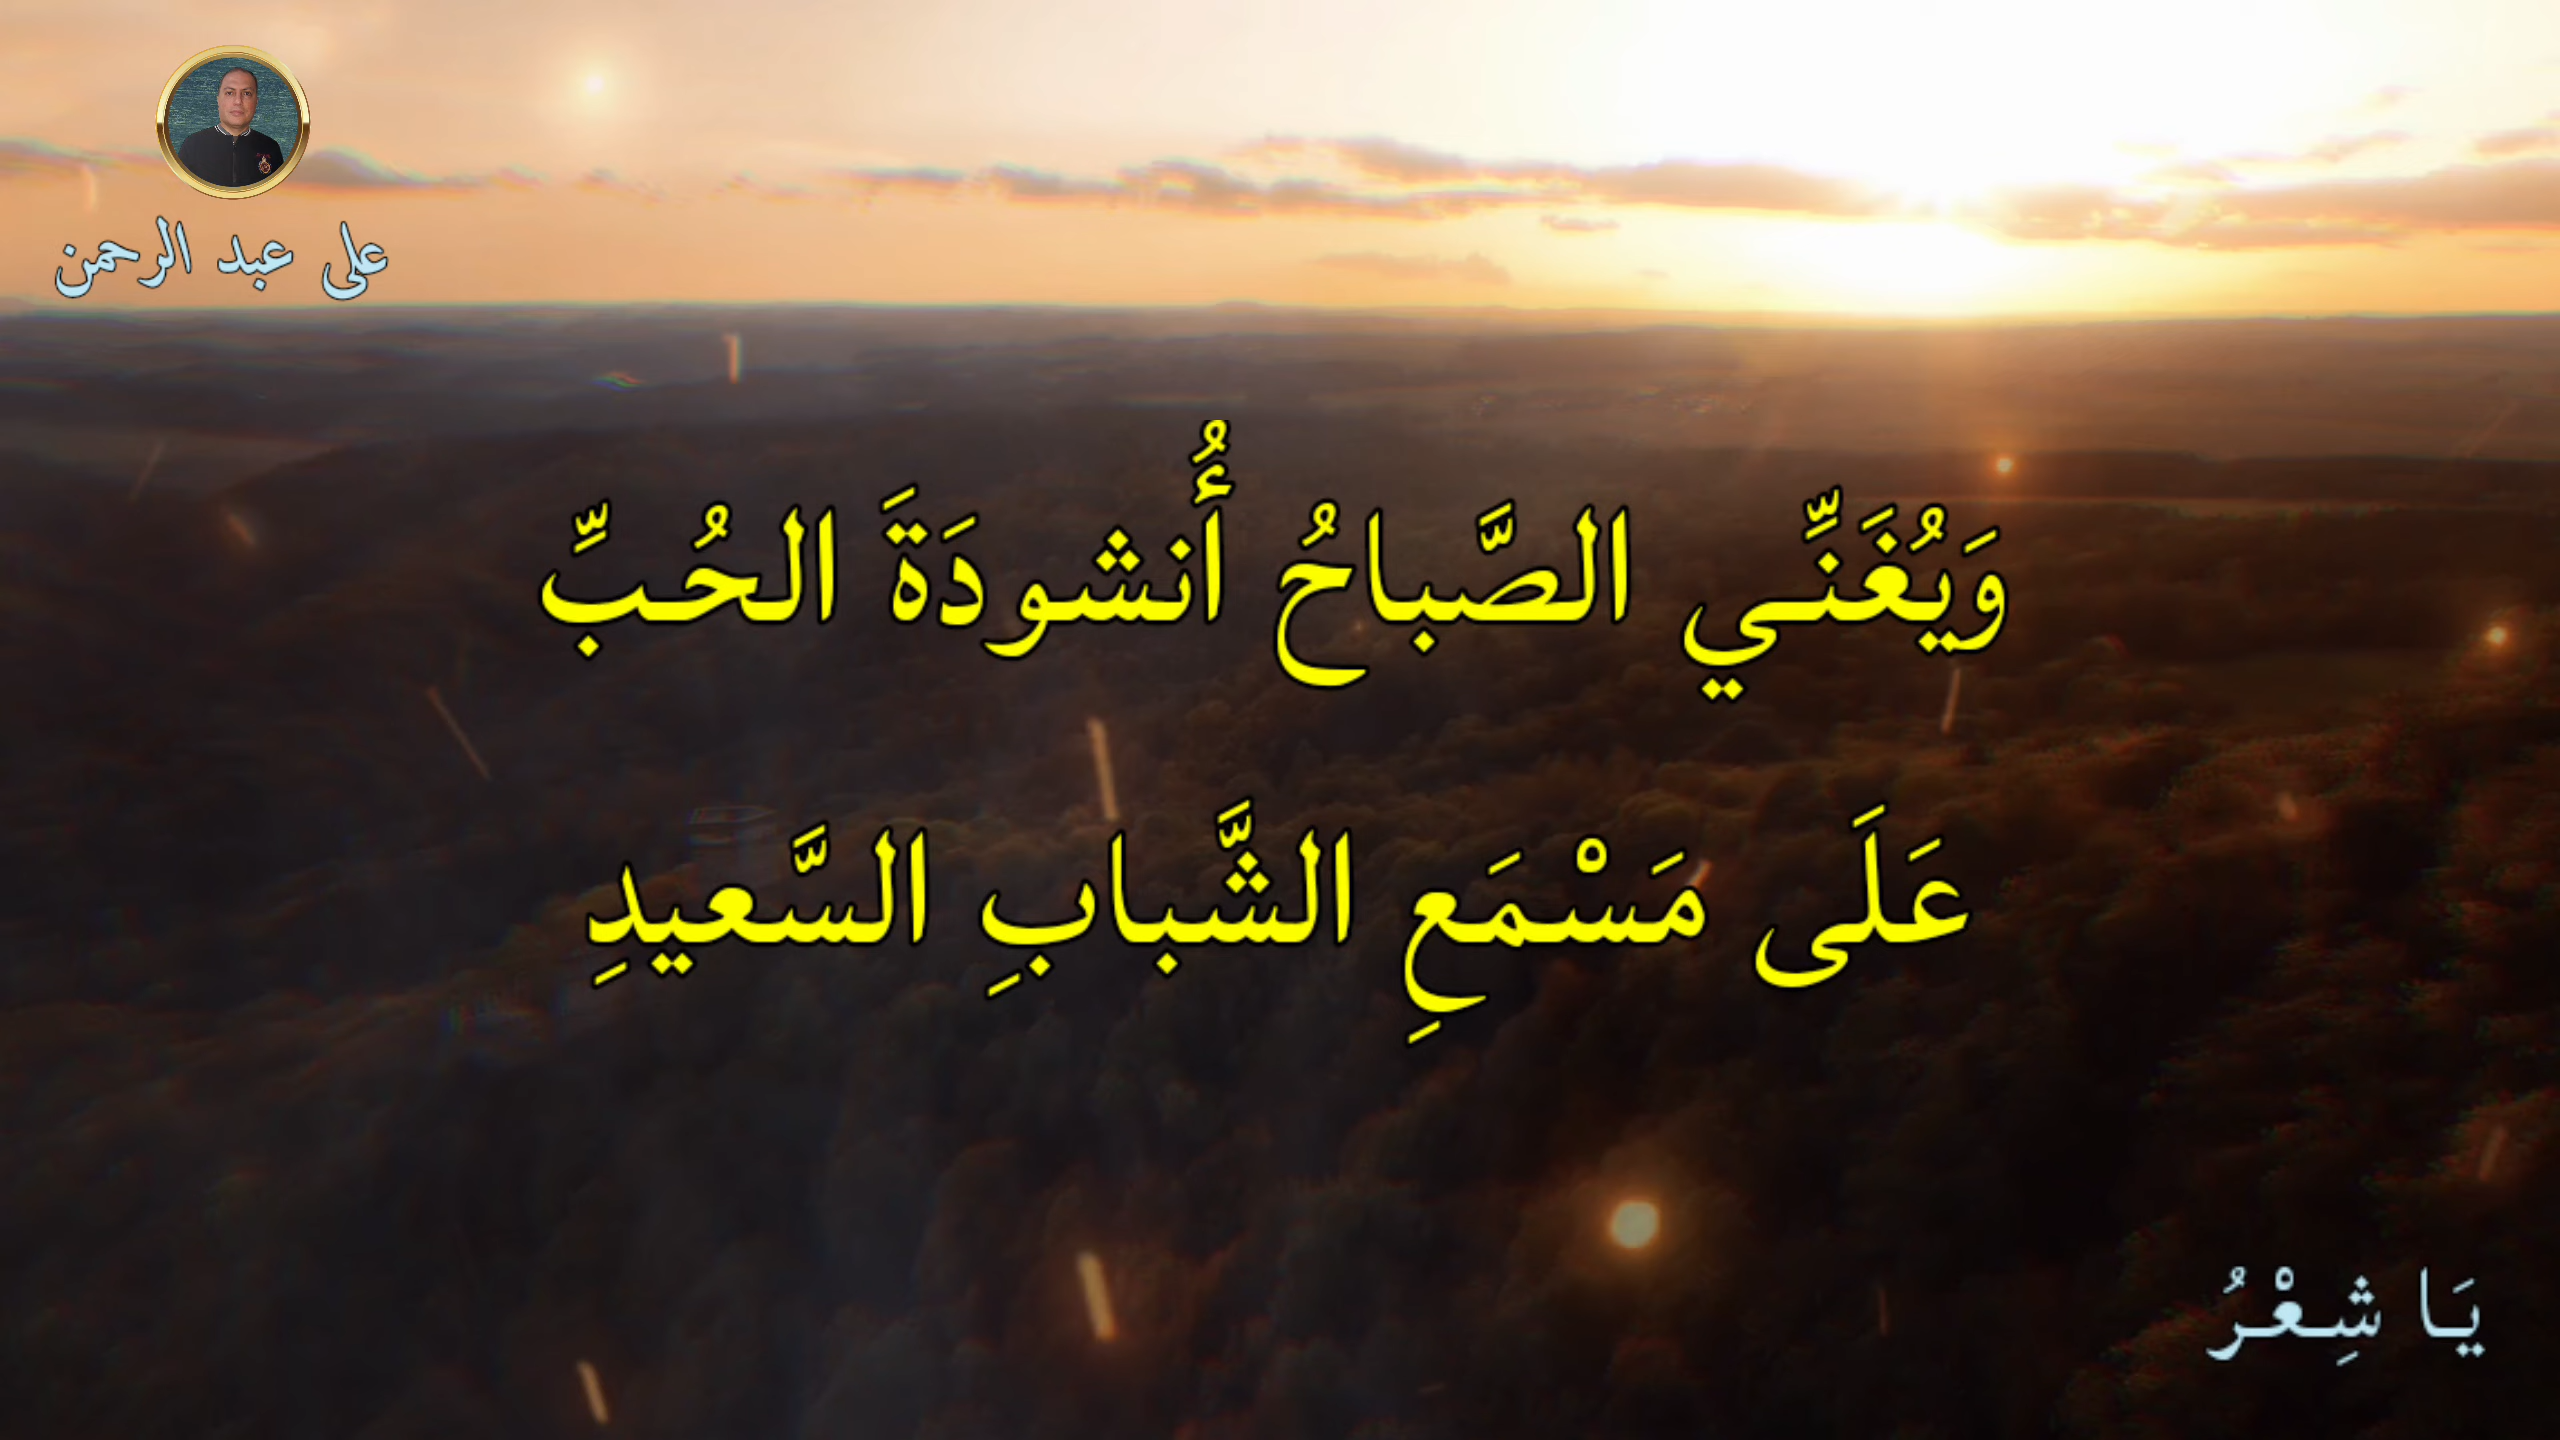 على عبد الرحمن
وَيُغَنِّي الصَّباحُ أُنشودَةَ الحُبِّ
عَلَى مَسْمَعِ الشَّبابِ السَّعيدِ
يَا شِعْرُ